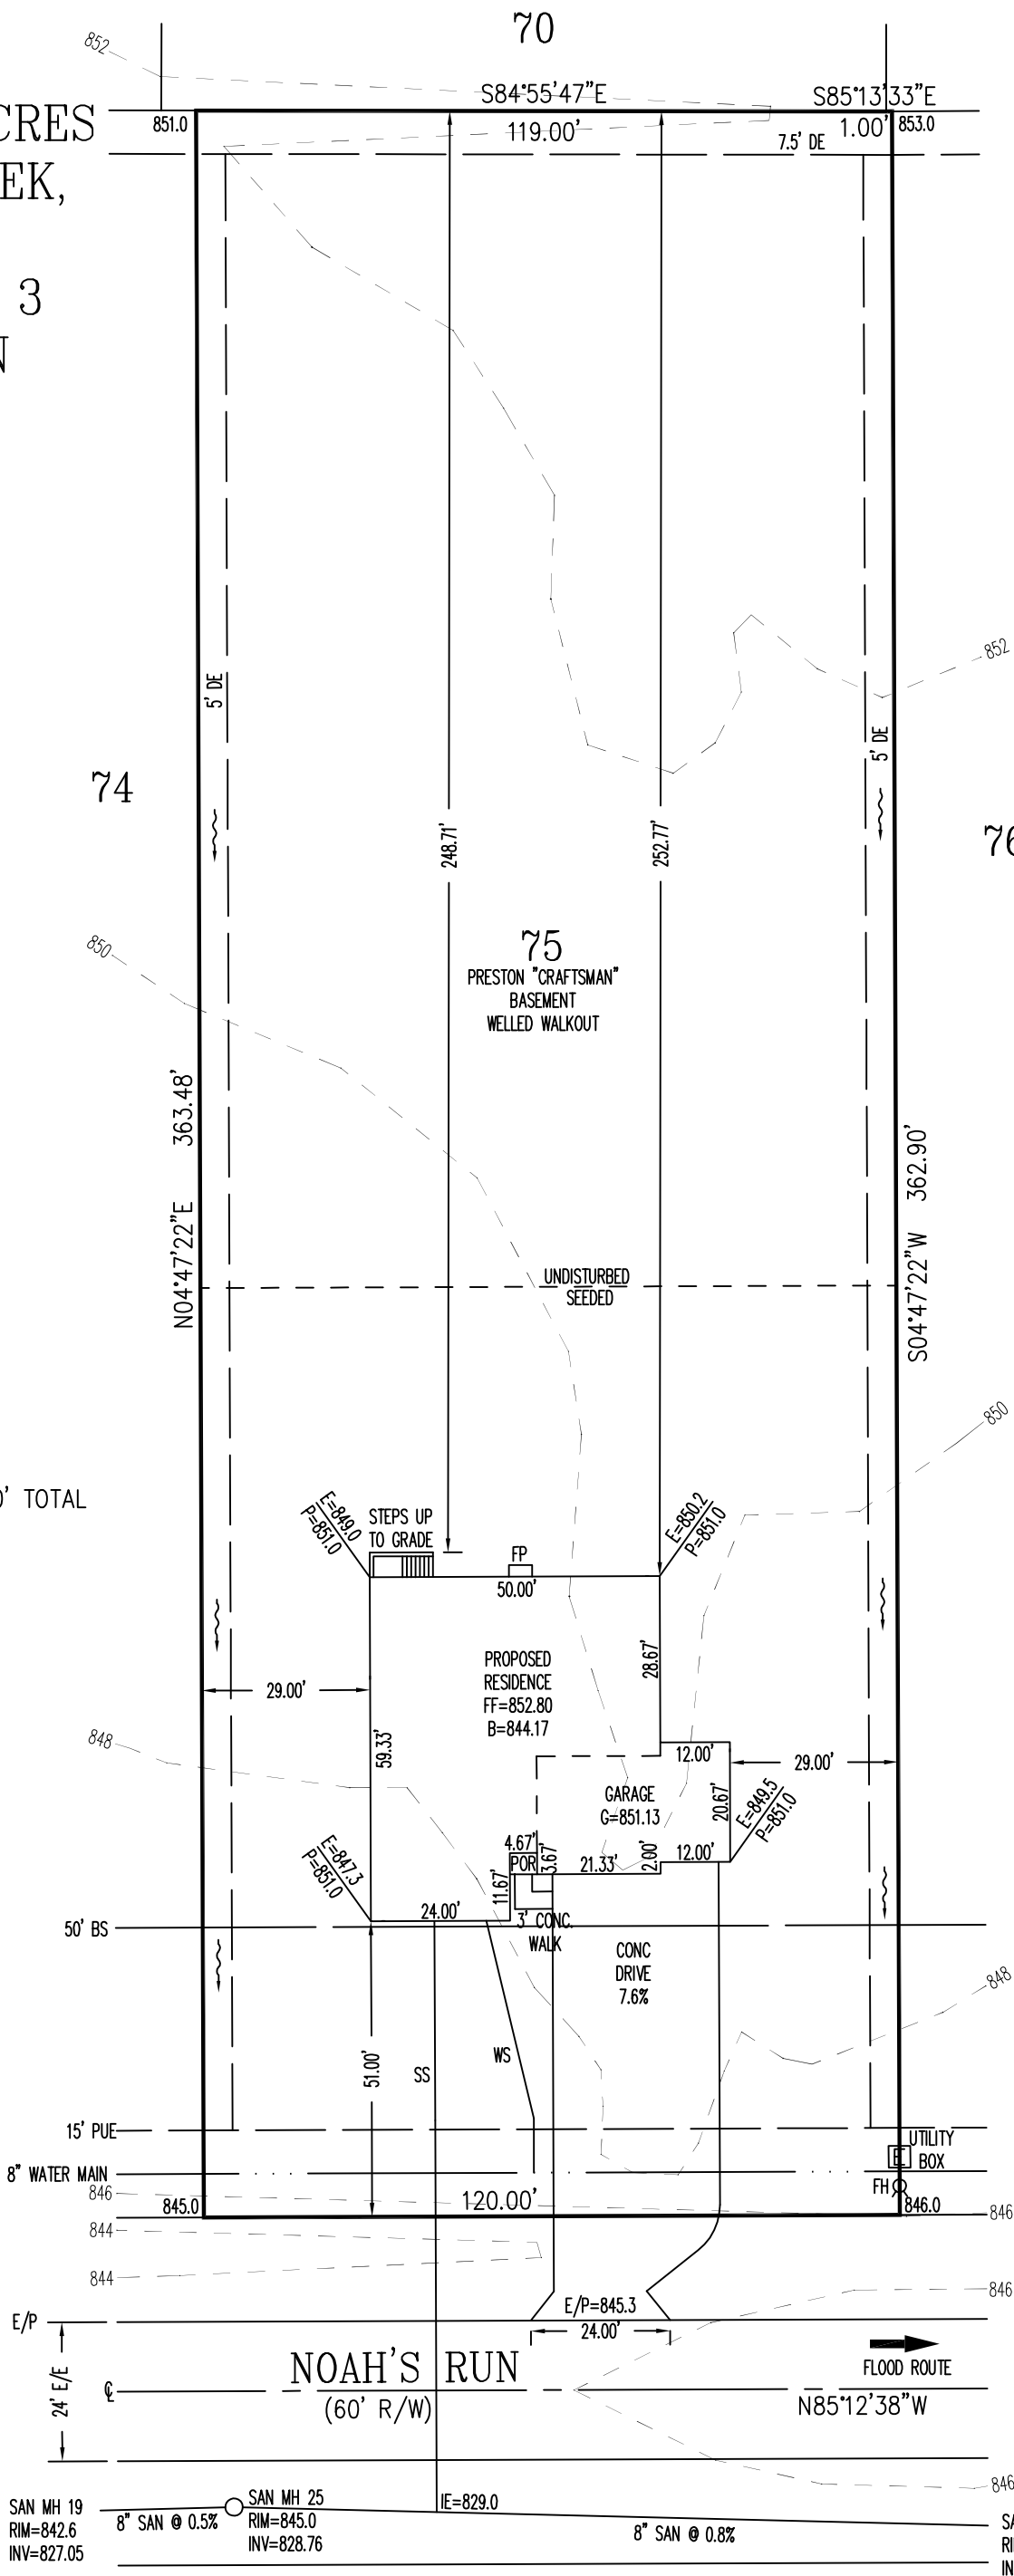 70
852
S84°55'47"E
S85°13'33"E
CRES
851.0
119.00'
1.00'
853.0
7.5' DE
EEK,
3
N
852
5' DE
5' DE
74
248.71'
252.77'
76
75
PRESTON "CRAFTSMAN"
BASEMENT
WELLED WALKOUT
850
N04°47'22"E 363.48'
S04°47'22"W 362.90'
UNDISTURBED
SEEDED
850
0' TOTAL
E=849.0
P=851.0
STEPS UP
TO GRADE
FP
50.00'
E=850.2
P=851.0
PROPOSED
RESIDENCE
FF=852.80
B=844.17
28.67'
29.00'
59.33'
848
12.00'
29.00'
GARAGE
G=851.13
20.67'
E=849.5
P=851.0
4.67'
POR
3.67'
21.33'
2.00'
12.00'
E=847.3
P=851.0
11.67'
24.00'
3' CONC.
WALK
50' BS
CONC
DRIVE
7.6%
848
51.00'
SS
WS
15' PUE
E
UTILITY
BOX
8" WATER MAIN
846
845.0
120.00'
FH
846.0
846
844
844
846
E/P
E/P=845.3
24.00'
24' E/E
NOAH'S RUN
(60' R/W)
FLOOD ROUTE
N85°12'38"W
846
SAN MH 19
RIM=842.6
INV=827.05
8" SAN @ 0.5%
SAN MH 25
RIM=845.0
INV=828.76
IE=829.0
8" SAN @ 0.8%
SA
RI
IN